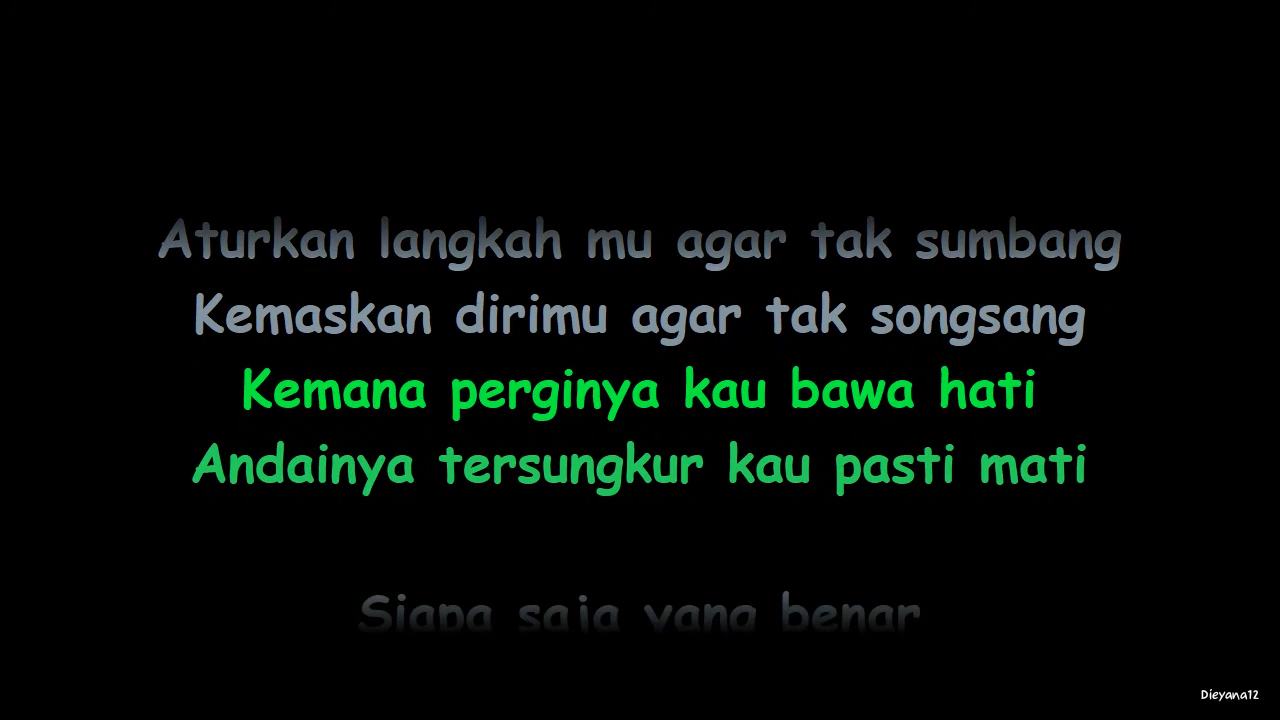 Aturkan langkah mu agar tak sumbang
Kemaskan dirimu agar tak songsang
Kemana perginya kau bawa hati
Andainya tersungkur kau pasti mati
Siapa saja yang benar
Dieyana12